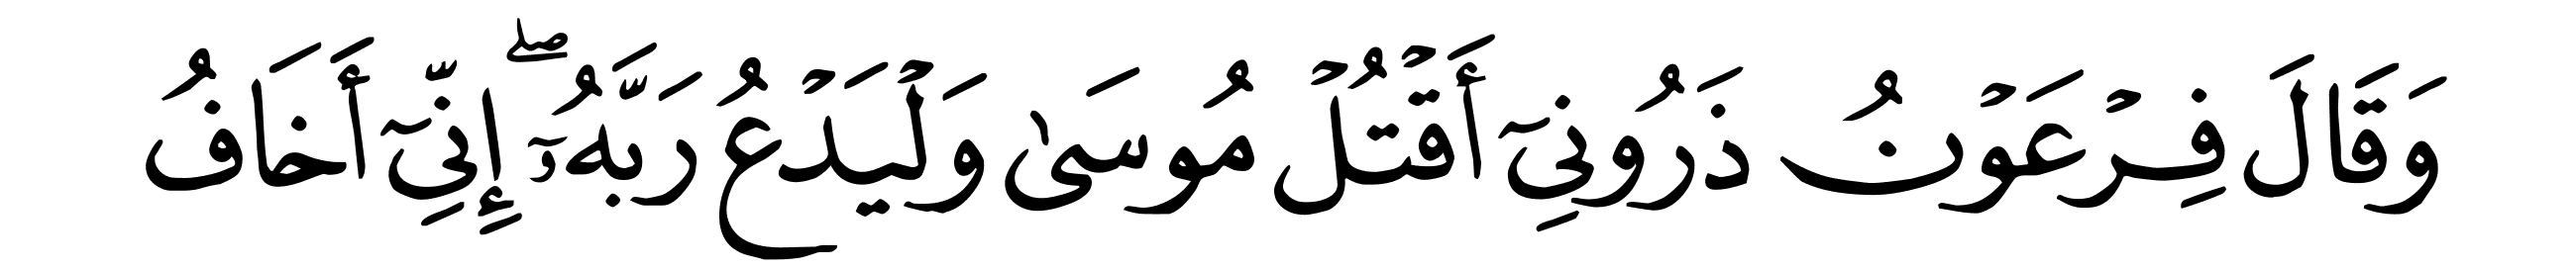 وَقَالَ فِرۡعَوۡنُ ذَرُونِيٓ أَقۡتُلۡ مُوسَىٰ وَلۡيَدۡعُ رَبَّهُۥٓۖ إِنِّيٓ أَخَافُ